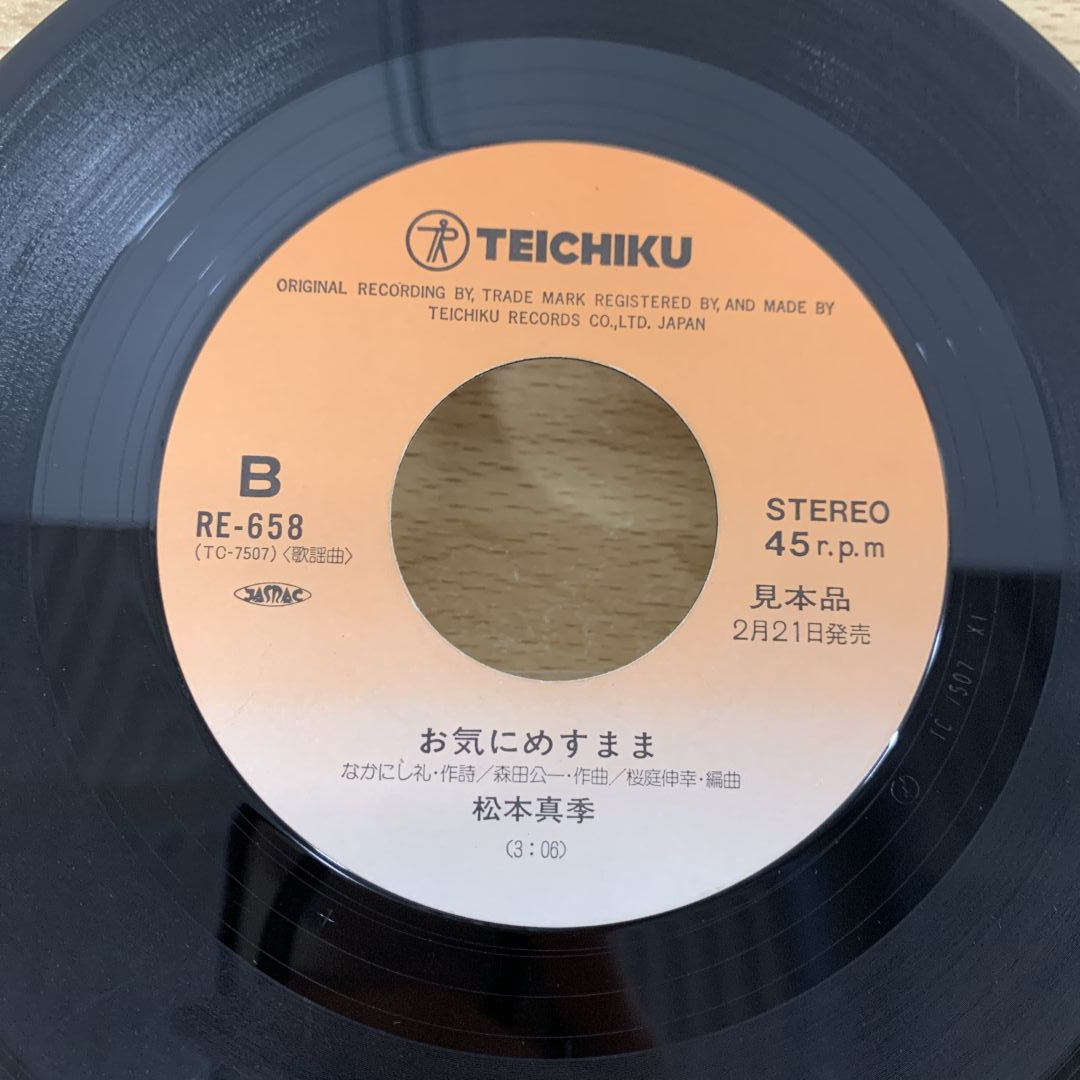 TEICHIKU
ORIGINAL RECORDING BY, TRADE MARK REGISTERED BY, AND MADE BY
TEICHIKU RECORDS CO.,LTD. JAPAN
B
RE-658
(TC-7507)〈歌謡曲〉
JASRAC
STEREO
45 r.p.m
見本品
2月21日発売
お気にめすまま
なかにし礼・作詩/森田公一・作曲/桜庭伸幸・編曲
松本真季
(3:06)
TC 7507 X1